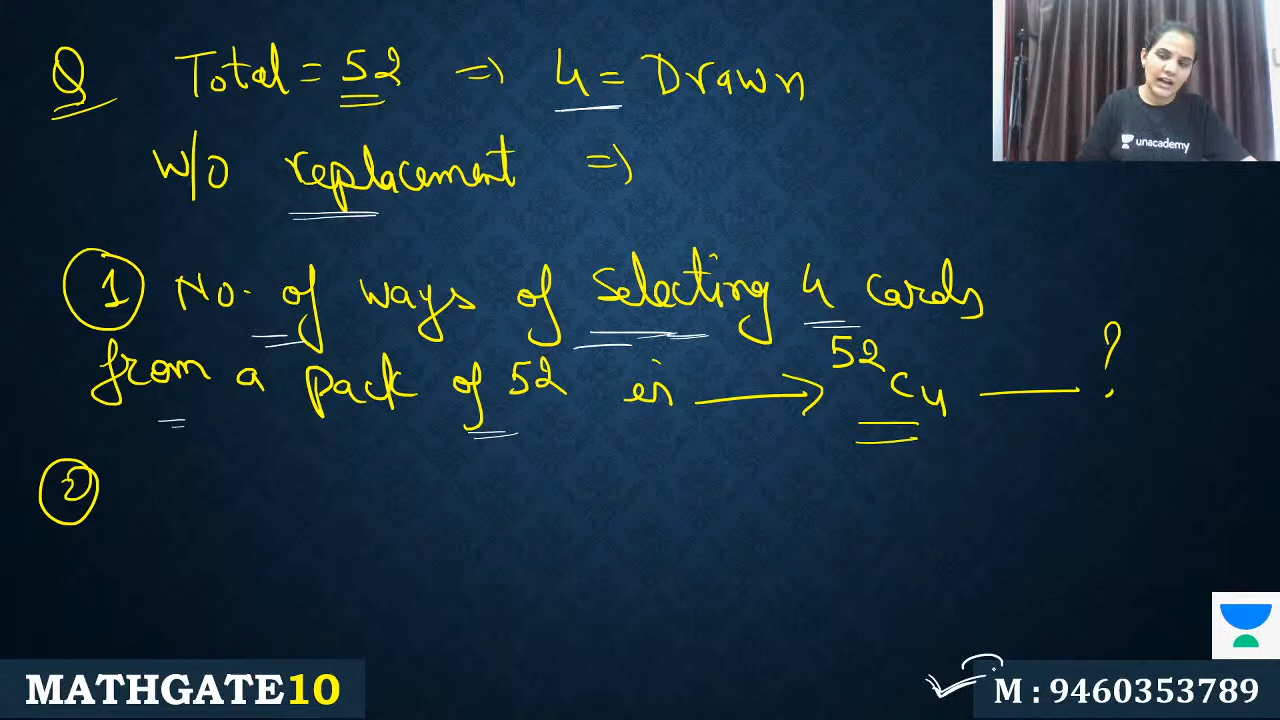 Q Total = 52 => 4 = Drawn
w/o replacement =>
unacademy
① No. of ways of selecting 4 cards
from a pack of 52 is → ⁵²C₄ — ?
②
MATHGATE10
M : 9460353789